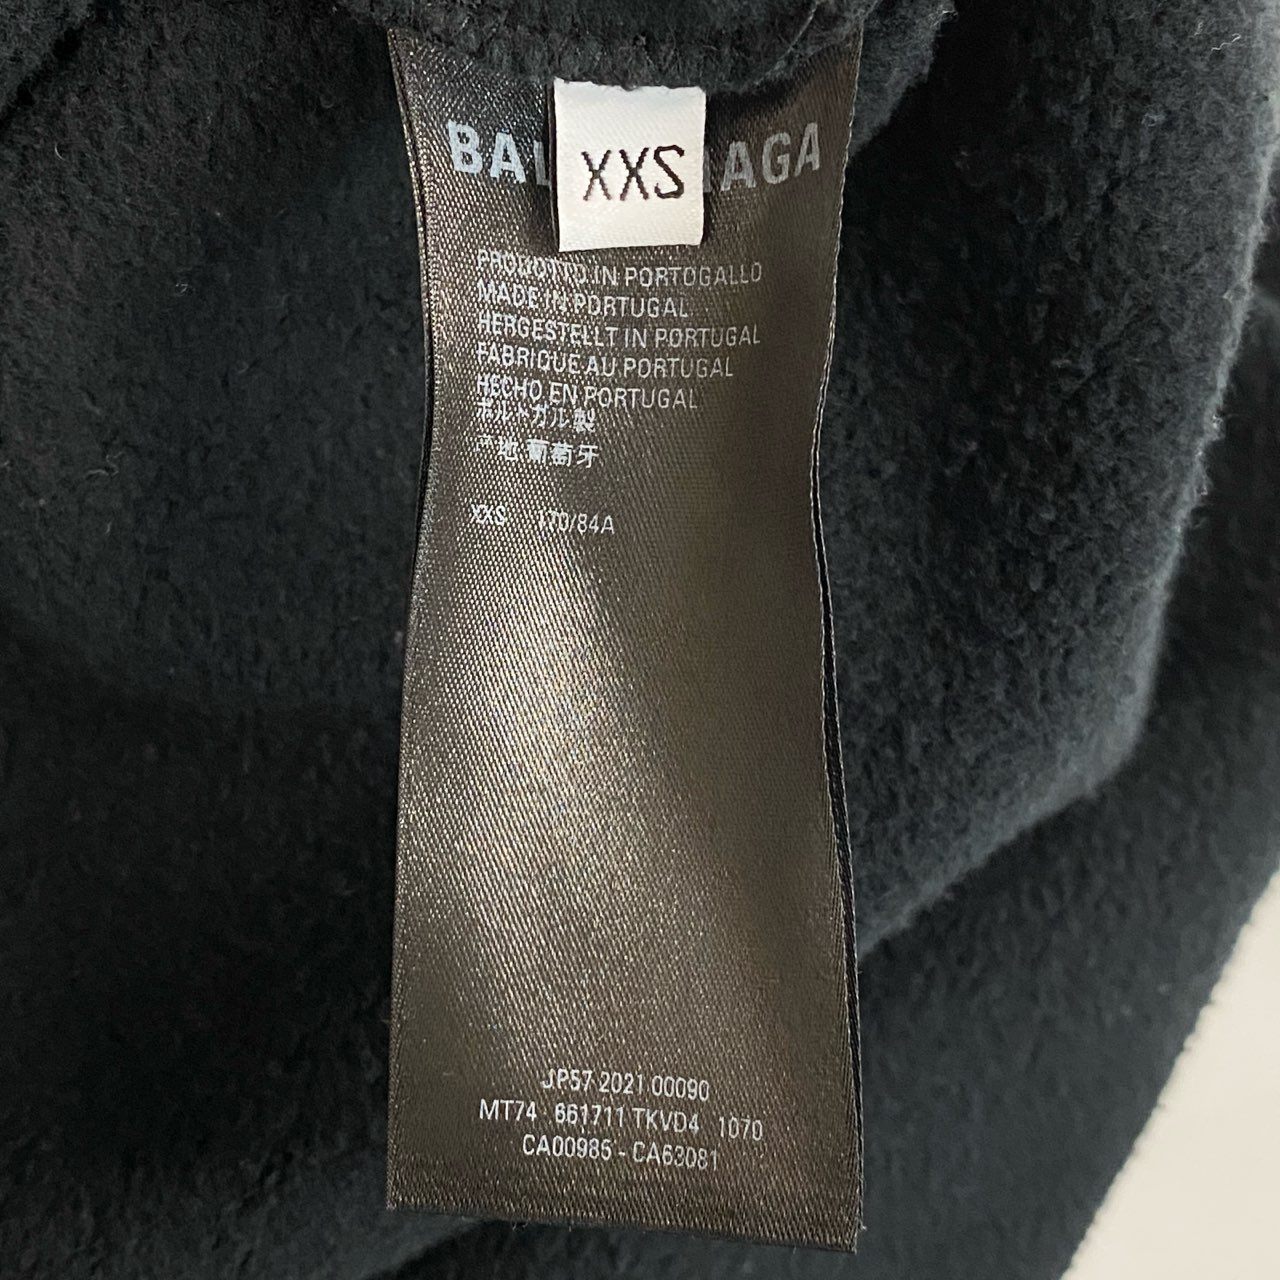 BAL AGA
XXS
PRODOTTO IN PORTOGALLO
MADE IN PORTUGAL
HERGESTELLT IN PORTUGAL
FABRIQUE AU PORTUGAL
HECHO EN PORTUGAL
ポルトガル製
产地 葡萄牙
XXS 170/84A
JP57 2021 00090
MT74 661711 TKVD4 1070
CA00985 - CA63081